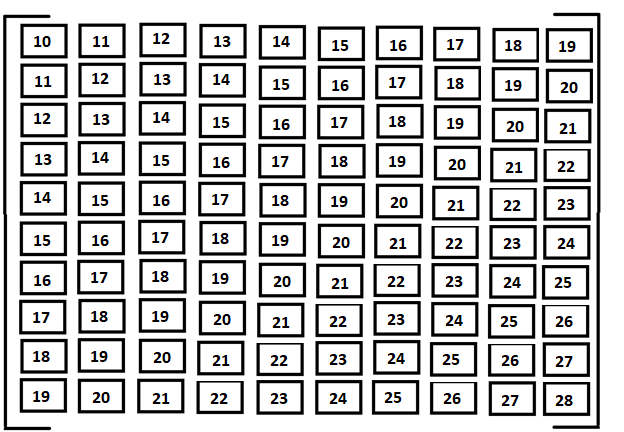 10 11 12 13 14 15 16 17 18 19
11 12 13 14 15 16 17 18 19 20
12 13 14 15 16 17 18 19 20 21
13 14 15 16 17 18 19 20 21 22
14 15 16 17 18 19 20 21 22 23
15 16 17 18 19 20 21 22 23 24
16 17 18 19 20 21 22 23 24 25
17 18 19 20 21 22 23 24 25 26
18 19 20 21 22 23 24 25 26 27
19 20 21 22 23 24 25 26 27 28